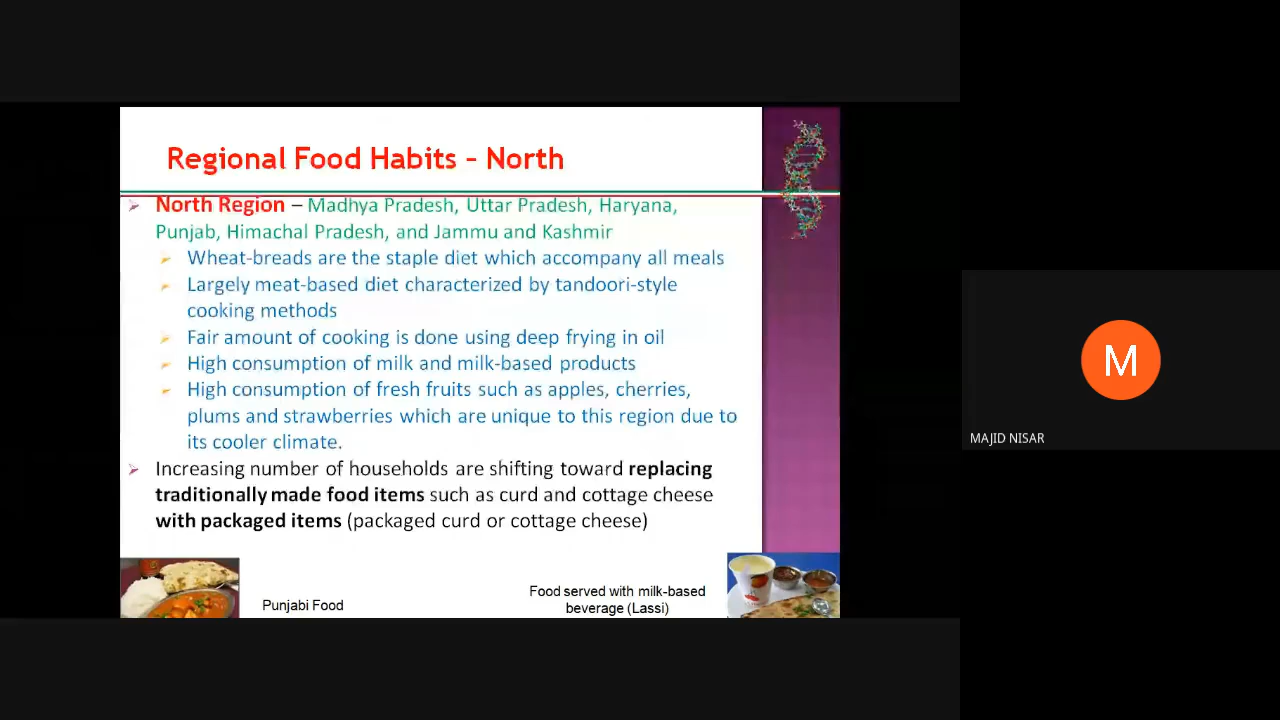 Regional Food Habits – North
North Region – Madhya Pradesh, Uttar Pradesh, Haryana,
Punjab, Himachal Pradesh, and Jammu and Kashmir
Wheat-breads are the staple diet which accompany all meals
Largely meat-based diet characterized by tandoori-style
cooking methods
Fair amount of cooking is done using deep frying in oil
High consumption of milk and milk-based products
High consumption of fresh fruits such as apples, cherries,
plums and strawberries which are unique to this region due to
its cooler climate.
Increasing number of households are shifting toward replacing
traditionally made food items such as curd and cottage cheese
with packaged items (packaged curd or cottage cheese)
Punjabi Food
Food served with milk-based
beverage (Lassi)
M
MAJID NISAR